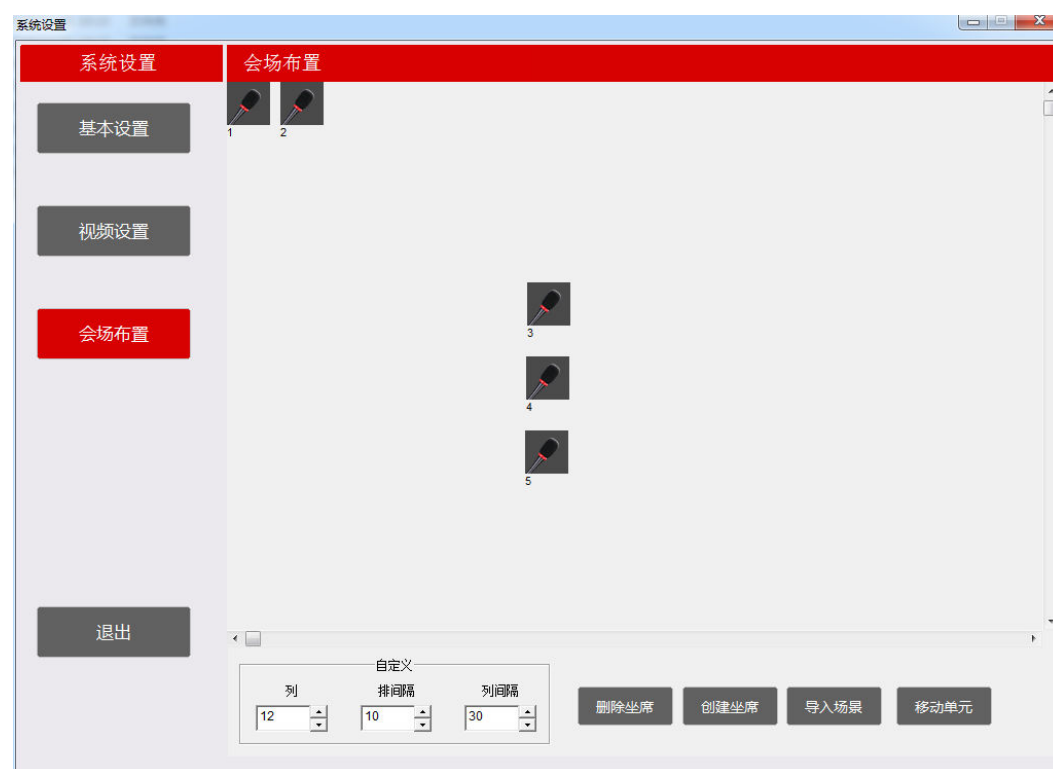 系统设置
系统设置
会场布置
基本设置
1
2
视频设置
会场布置
3
4
5
退出
自定义
列 排间隔 列间隔
12 10 30
删除坐席 创建坐席 导入场景 移动单元